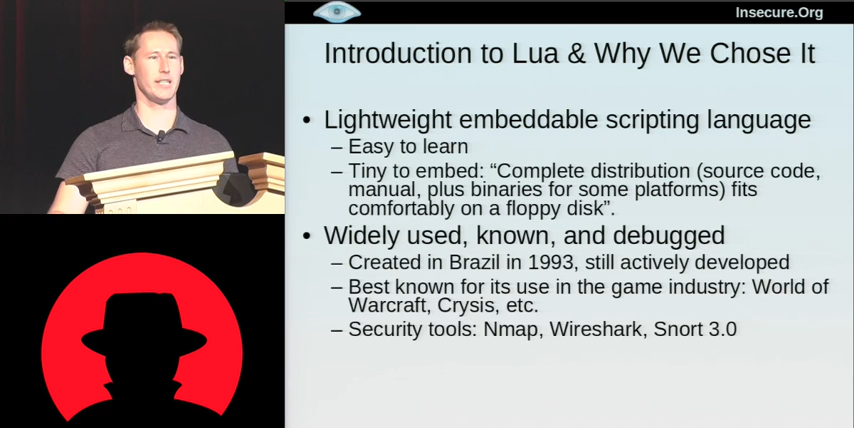 Insecure.Org
Introduction to Lua & Why We Chose It
• Lightweight embeddable scripting language
– Easy to learn
– Tiny to embed: “Complete distribution (source code,
manual, plus binaries for some platforms) fits
comfortably on a floppy disk”.
• Widely used, known, and debugged
– Created in Brazil in 1993, still actively developed
– Best known for its use in the game industry: World of
Warcraft, Crysis, etc.
– Security tools: Nmap, Wireshark, Snort 3.0